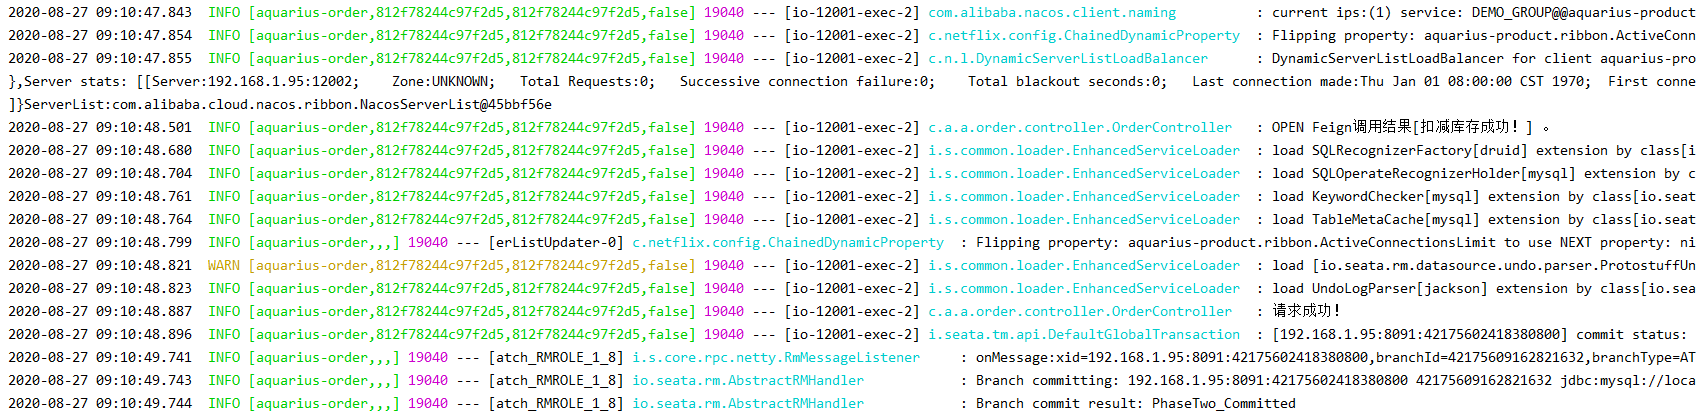 2020-08-27 09:10:47.843  INFO [aquarius-order,812f78244c97f2d5,812f78244c97f2d5,false] 19040 --- [io-12001-exec-2] com.alibaba.nacos.client.naming          : current ips:(1) service: DEMO_GROUP@@aquarius-product
2020-08-27 09:10:47.854  INFO [aquarius-order,812f78244c97f2d5,812f78244c97f2d5,false] 19040 --- [io-12001-exec-2] c.netflix.config.ChainedDynamicProperty  : Flipping property: aquarius-product.ribbon.ActiveConn
2020-08-27 09:10:47.855  INFO [aquarius-order,812f78244c97f2d5,812f78244c97f2d5,false] 19040 --- [io-12001-exec-2] c.n.l.DynamicServerListLoadBalancer      : DynamicServerListLoadBalancer for client aquarius-pro
},Server stats: [[Server:192.168.1.95:12002;    Zone:UNKNOWN;   Total Requests:0;   Successive connection failure:0;    Total blackout seconds:0;   Last connection made:Thu Jan 01 08:00:00 CST 1970;  First conne
]}ServerList:com.alibaba.cloud.nacos.ribbon.NacosServerList@45bbf56e
2020-08-27 09:10:48.501  INFO [aquarius-order,812f78244c97f2d5,812f78244c97f2d5,false] 19040 --- [io-12001-exec-2] c.a.a.order.controller.OrderController   : OPEN Feign调用结果[扣减库存成功！] 。
2020-08-27 09:10:48.680  INFO [aquarius-order,812f78244c97f2d5,812f78244c97f2d5,false] 19040 --- [io-12001-exec-2] i.s.common.loader.EnhancedServiceLoader  : load SQLRecognizerFactory[druid] extension by class[i
2020-08-27 09:10:48.704  INFO [aquarius-order,812f78244c97f2d5,812f78244c97f2d5,false] 19040 --- [io-12001-exec-2] i.s.common.loader.EnhancedServiceLoader  : load SQLOperateRecognizerHolder[mysql] extension by c
2020-08-27 09:10:48.761  INFO [aquarius-order,812f78244c97f2d5,812f78244c97f2d5,false] 19040 --- [io-12001-exec-2] i.s.common.loader.EnhancedServiceLoader  : load KeywordChecker[mysql] extension by class[io.seat
2020-08-27 09:10:48.764  INFO [aquarius-order,812f78244c97f2d5,812f78244c97f2d5,false] 19040 --- [io-12001-exec-2] i.s.common.loader.EnhancedServiceLoader  : load TableMetaCache[mysql] extension by class[io.seat
2020-08-27 09:10:48.799  INFO [aquarius-order,,,] 19040 --- [erListUpdater-0] c.netflix.config.ChainedDynamicProperty  : Flipping property: aquarius-product.ribbon.ActiveConnectionsLimit to use NEXT property: ni
2020-08-27 09:10:48.821  WARN [aquarius-order,812f78244c97f2d5,812f78244c97f2d5,false] 19040 --- [io-12001-exec-2] i.s.common.loader.EnhancedServiceLoader  : load [io.seata.rm.datasource.undo.parser.ProtostuffUn
2020-08-27 09:10:48.823  INFO [aquarius-order,812f78244c97f2d5,812f78244c97f2d5,false] 19040 --- [io-12001-exec-2] i.s.common.loader.EnhancedServiceLoader  : load UndoLogParser[jackson] extension by class[io.sea
2020-08-27 09:10:48.887  INFO [aquarius-order,812f78244c97f2d5,812f78244c97f2d5,false] 19040 --- [io-12001-exec-2] c.a.a.order.controller.OrderController   : 请求成功！
2020-08-27 09:10:48.896  INFO [aquarius-order,812f78244c97f2d5,812f78244c97f2d5,false] 19040 --- [io-12001-exec-2] i.seata.tm.api.DefaultGlobalTransaction  : [192.168.1.95:8091:42175602418380800] commit status:
2020-08-27 09:10:49.741  INFO [aquarius-order,,,] 19040 --- [atch_RMROLE_1_8] i.s.core.rpc.netty.RmMessageListener     : onMessage:xid=192.168.1.95:8091:42175602418380800,branchId=42175609162821632,branchType=AT
2020-08-27 09:10:49.743  INFO [aquarius-order,,,] 19040 --- [atch_RMROLE_1_8] io.seata.rm.AbstractRMHandler            : Branch committing: 192.168.1.95:8091:42175602418380800 42175609162821632 jdbc:mysql://loca
2020-08-27 09:10:49.744  INFO [aquarius-order,,,] 19040 --- [atch_RMROLE_1_8] io.seata.rm.AbstractRMHandler            : Branch commit result: PhaseTwo_Committed